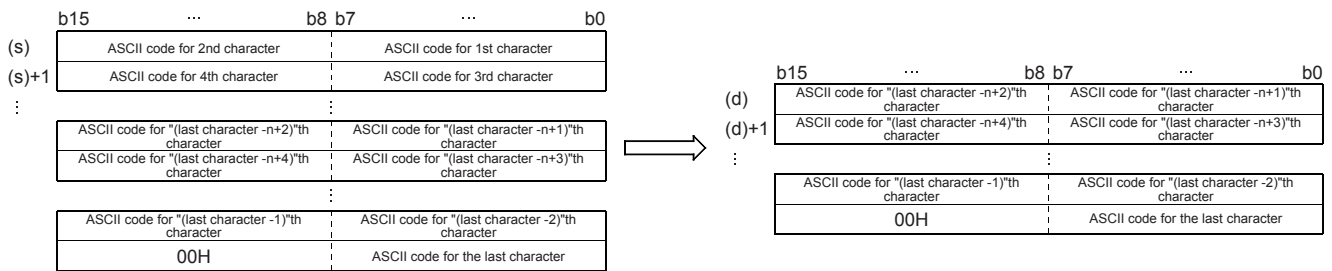 b15 ... b8 b7 ... b0
(s) ASCII code for 2nd character ASCII code for 1st character
(s)+1 ASCII code for 4th character ASCII code for 3rd character
ASCII code for "(last character -n+2)"th character ASCII code for "(last character -n+1)"th character
ASCII code for "(last character -n+4)"th character ASCII code for "(last character -n+3)"th character
ASCII code for "(last character -1)"th character ASCII code for "(last character -2)"th character
00H ASCII code for the last character
b15 ... b8 b7 ... b0
(d) ASCII code for "(last character -n+2)"th character ASCII code for "(last character -n+1)"th character
(d)+1 ASCII code for "(last character -n+4)"th character ASCII code for "(last character -n+3)"th character
ASCII code for "(last character -1)"th character ASCII code for "(last character -2)"th character
00H ASCII code for the last character